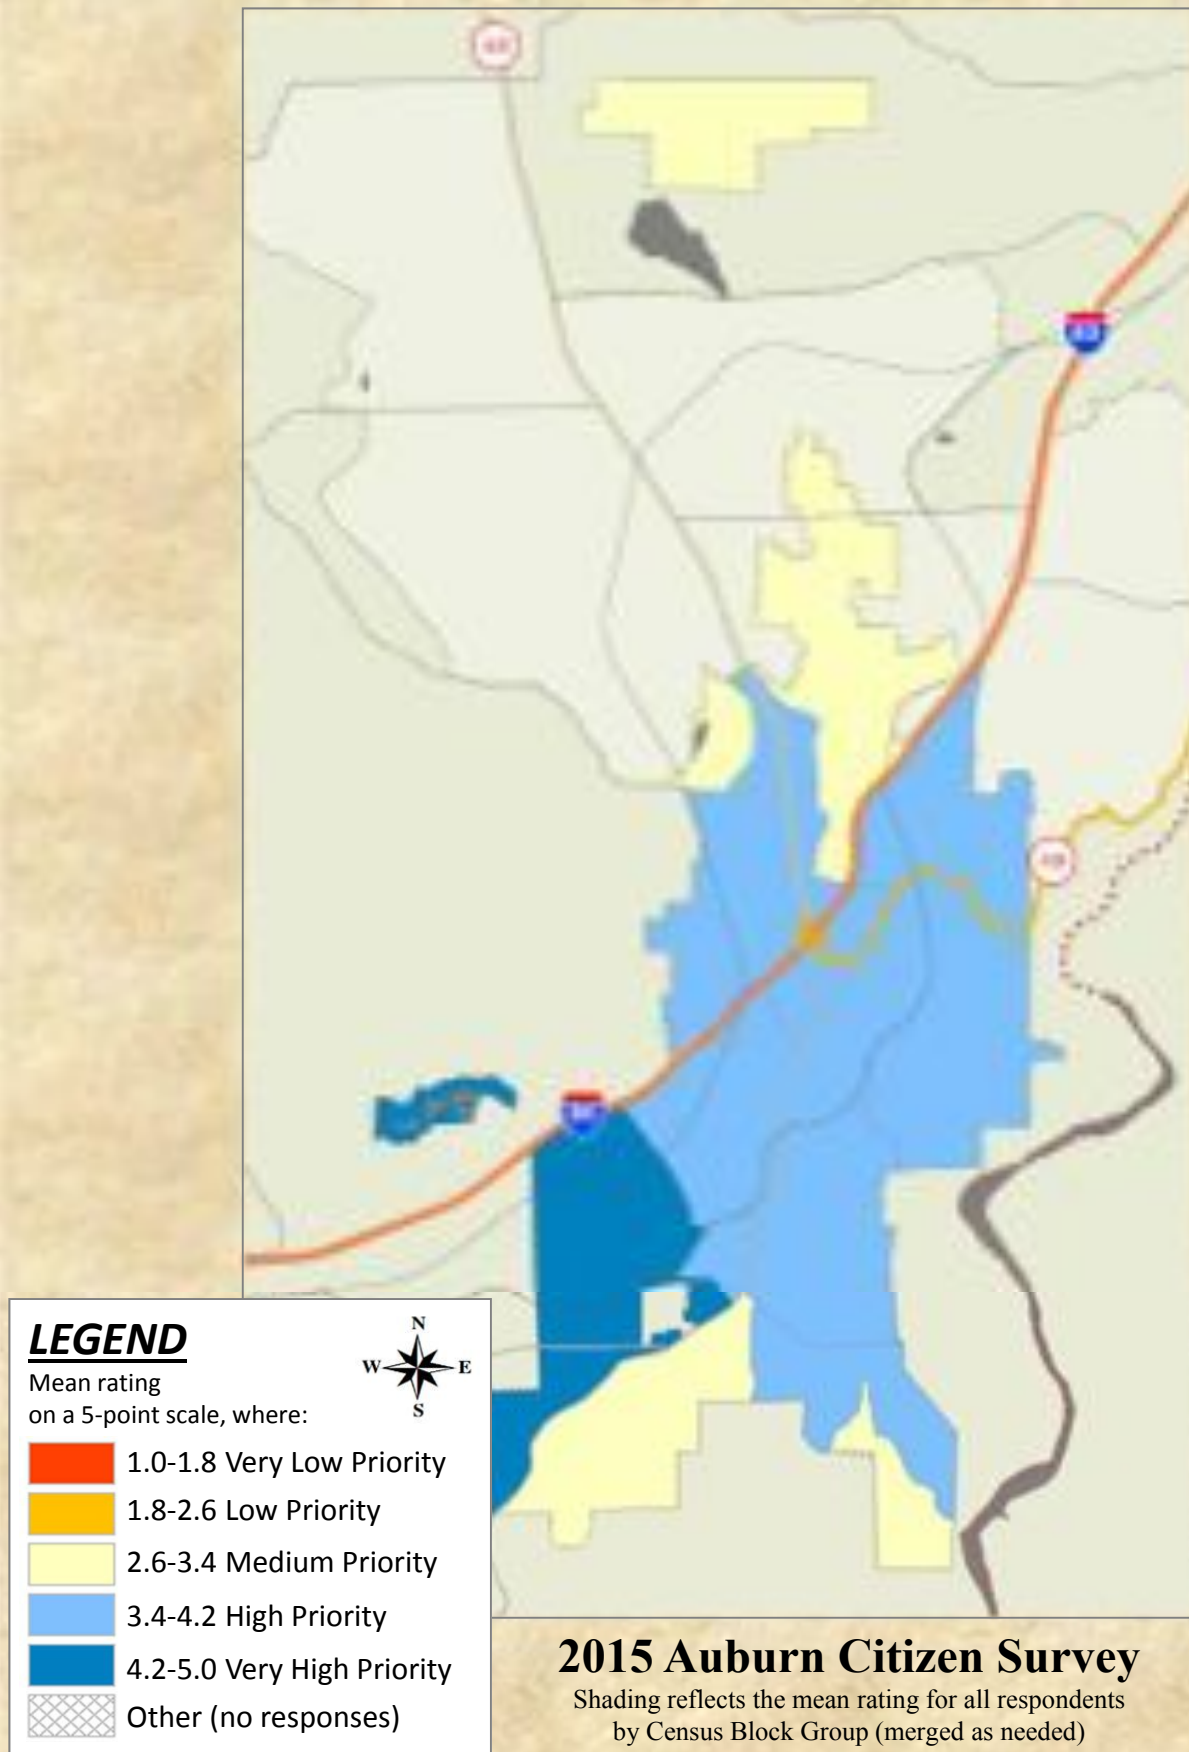 LEGEND
Mean rating
on a 5-point scale, where:
N
W E
S
1.0-1.8 Very Low Priority
1.8-2.6 Low Priority
2.6-3.4 Medium Priority
3.4-4.2 High Priority
4.2-5.0 Very High Priority
Other (no responses)
2015 Auburn Citizen Survey
Shading reflects the mean rating for all respondents
by Census Block Group (merged as needed)